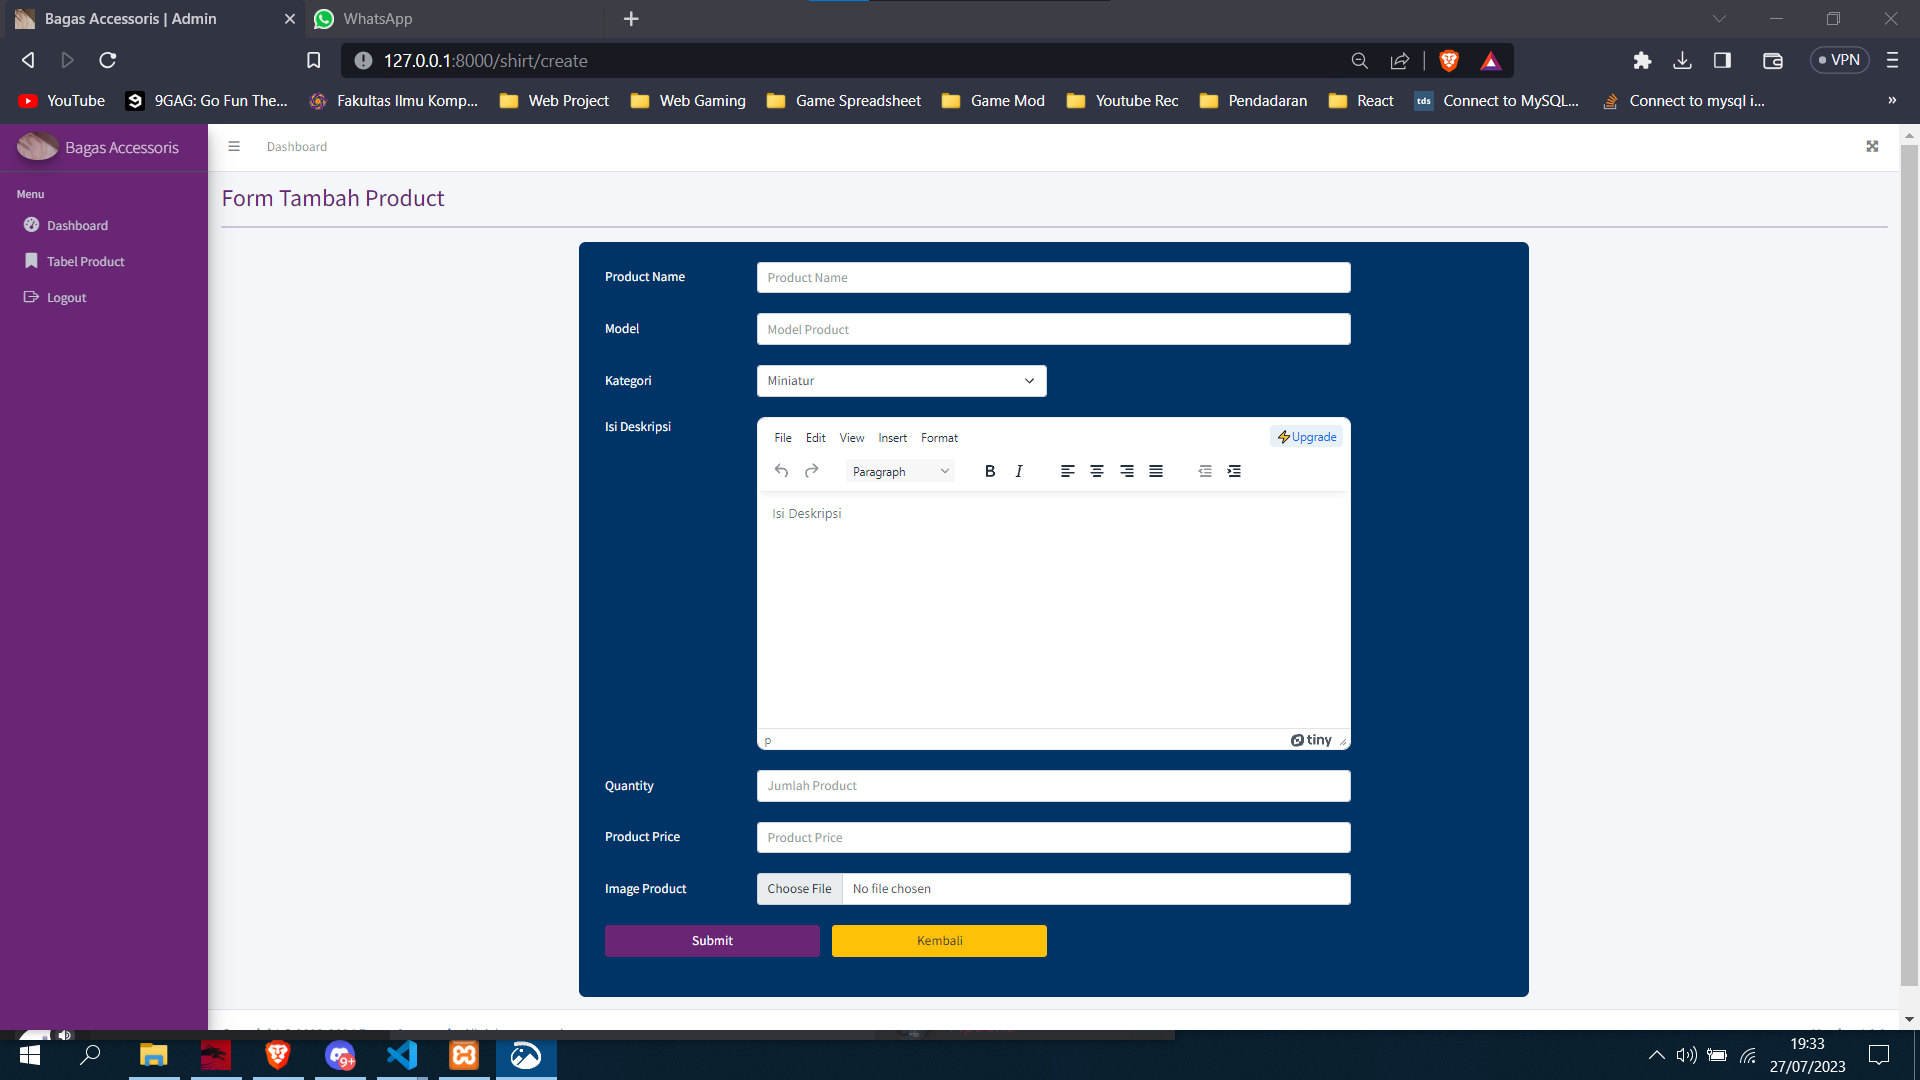 Bagas Accessoris | Admin
WhatsApp
127.0.0.1:8000/shirt/create
VPN
YouTube
9GAG: Go Fun The...
Fakultas Ilmu Komp...
Web Project
Web Gaming
Game Spreadsheet
Game Mod
Youtube Rec
Pendadaran
React
tds
Connect to MySQL...
Connect to mysql i...
»
Bagas Accessoris
Dashboard
Menu
Dashboard
Tabel Product
Logout
Form Tambah Product
Product Name
Product Name
Model
Model Product
Kategori
Miniatur
Isi Deskripsi
File Edit View Insert Format
Upgrade
Paragraph
B I
Isi Deskripsi
p
tiny
Quantity
Jumlah Product
Product Price
Product Price
Image Product
Choose File
No file chosen
Submit
Kembali
9+
19:33
27/07/2023